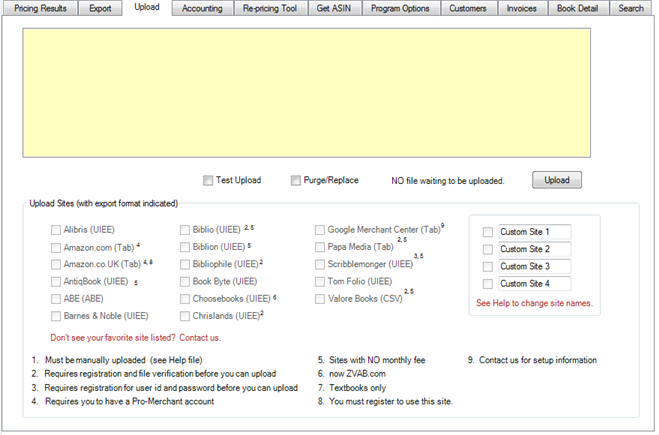 Pricing Results Export Upload Accounting Re-pricing Tool Get ASIN Program Options Customers Invoices Book Detail Search
Test Upload Purge/Replace NO file waiting to be uploaded. Upload
Upload Sites (with export format indicated)
Alibris (UIEE) Biblio (UIEE) 2, 5 Google Merchant Center (Tab) 9 Custom Site 1
Amazon.com (Tab) 4 Biblion (UIEE) 5 Papa Media (Tab) 2, 5 Custom Site 2
Amazon.co.UK (Tab) 4, 8 Bibliophile (UIEE) 2 Scribblemonger (UIEE) 3, 5 Custom Site 3
AntiqBook (UIEE) 5 Book Byte (UIEE) Tom Folio (UIEE) Custom Site 4
ABE (ABE) Choosebooks (UIEE) 6 Valore Books (CSV) 2, 5 See Help to change site names.
Barnes & Noble (UIEE) Chrislands (UIEE) 2
Don't see your favorite site listed? Contact us.
1. Must be manually uploaded (see Help file) 5. Sites with NO monthly fee 9. Contact us for setup information
2. Requires registration and file verification before you can upload 6. now ZVAB.com
3. Requires registration for user id and password before you can upload 7. Textbooks only
4. Requires you to have a Pro-Merchant account 8. You must register to use this site.